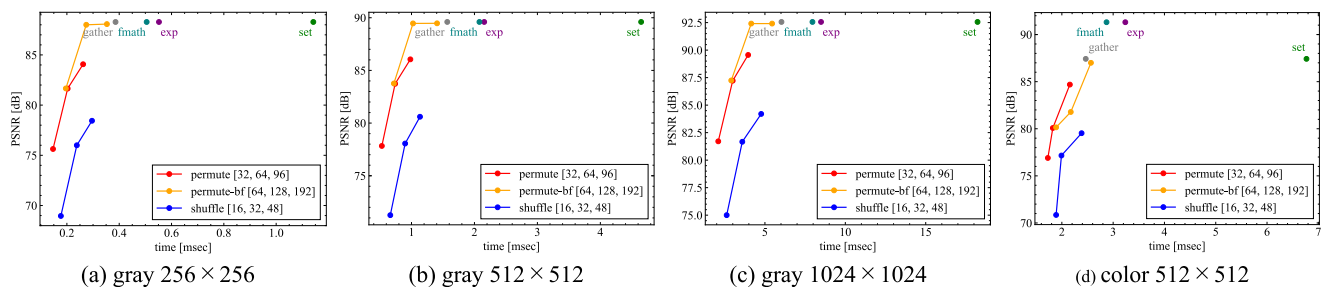 PSNR [dB]
85
80
75
70
gather
fmath
exp
set
permute [32, 64, 96]
permute-bf [64, 128, 192]
shuffle [16, 32, 48]
0.2 0.4 0.6 0.8 1.0
time [msec]
(a) gray 256×256
PSNR [dB]
90
85
80
75
gather
fmath
exp
set
permute [32, 64, 96]
permute-bf [64, 128, 192]
shuffle [16, 32, 48]
1 2 3 4
time [msec]
(b) gray 512×512
PSNR [dB]
92.5
90.0
87.5
85.0
82.5
80.0
77.5
75.0
gather
fmath
exp
set
permute [32, 64, 96]
permute-bf [64, 128, 192]
shuffle [16, 32, 48]
5 10 15
time [msec]
(c) gray 1024×1024
PSNR [dB]
90
85
80
75
70
fmath
exp
gather
set
permute [32, 64, 96]
permute-bf [64, 128, 192]
shuffle [16, 32, 48]
2 3 4 5 6 7
time [msec]
(d) color 512×512